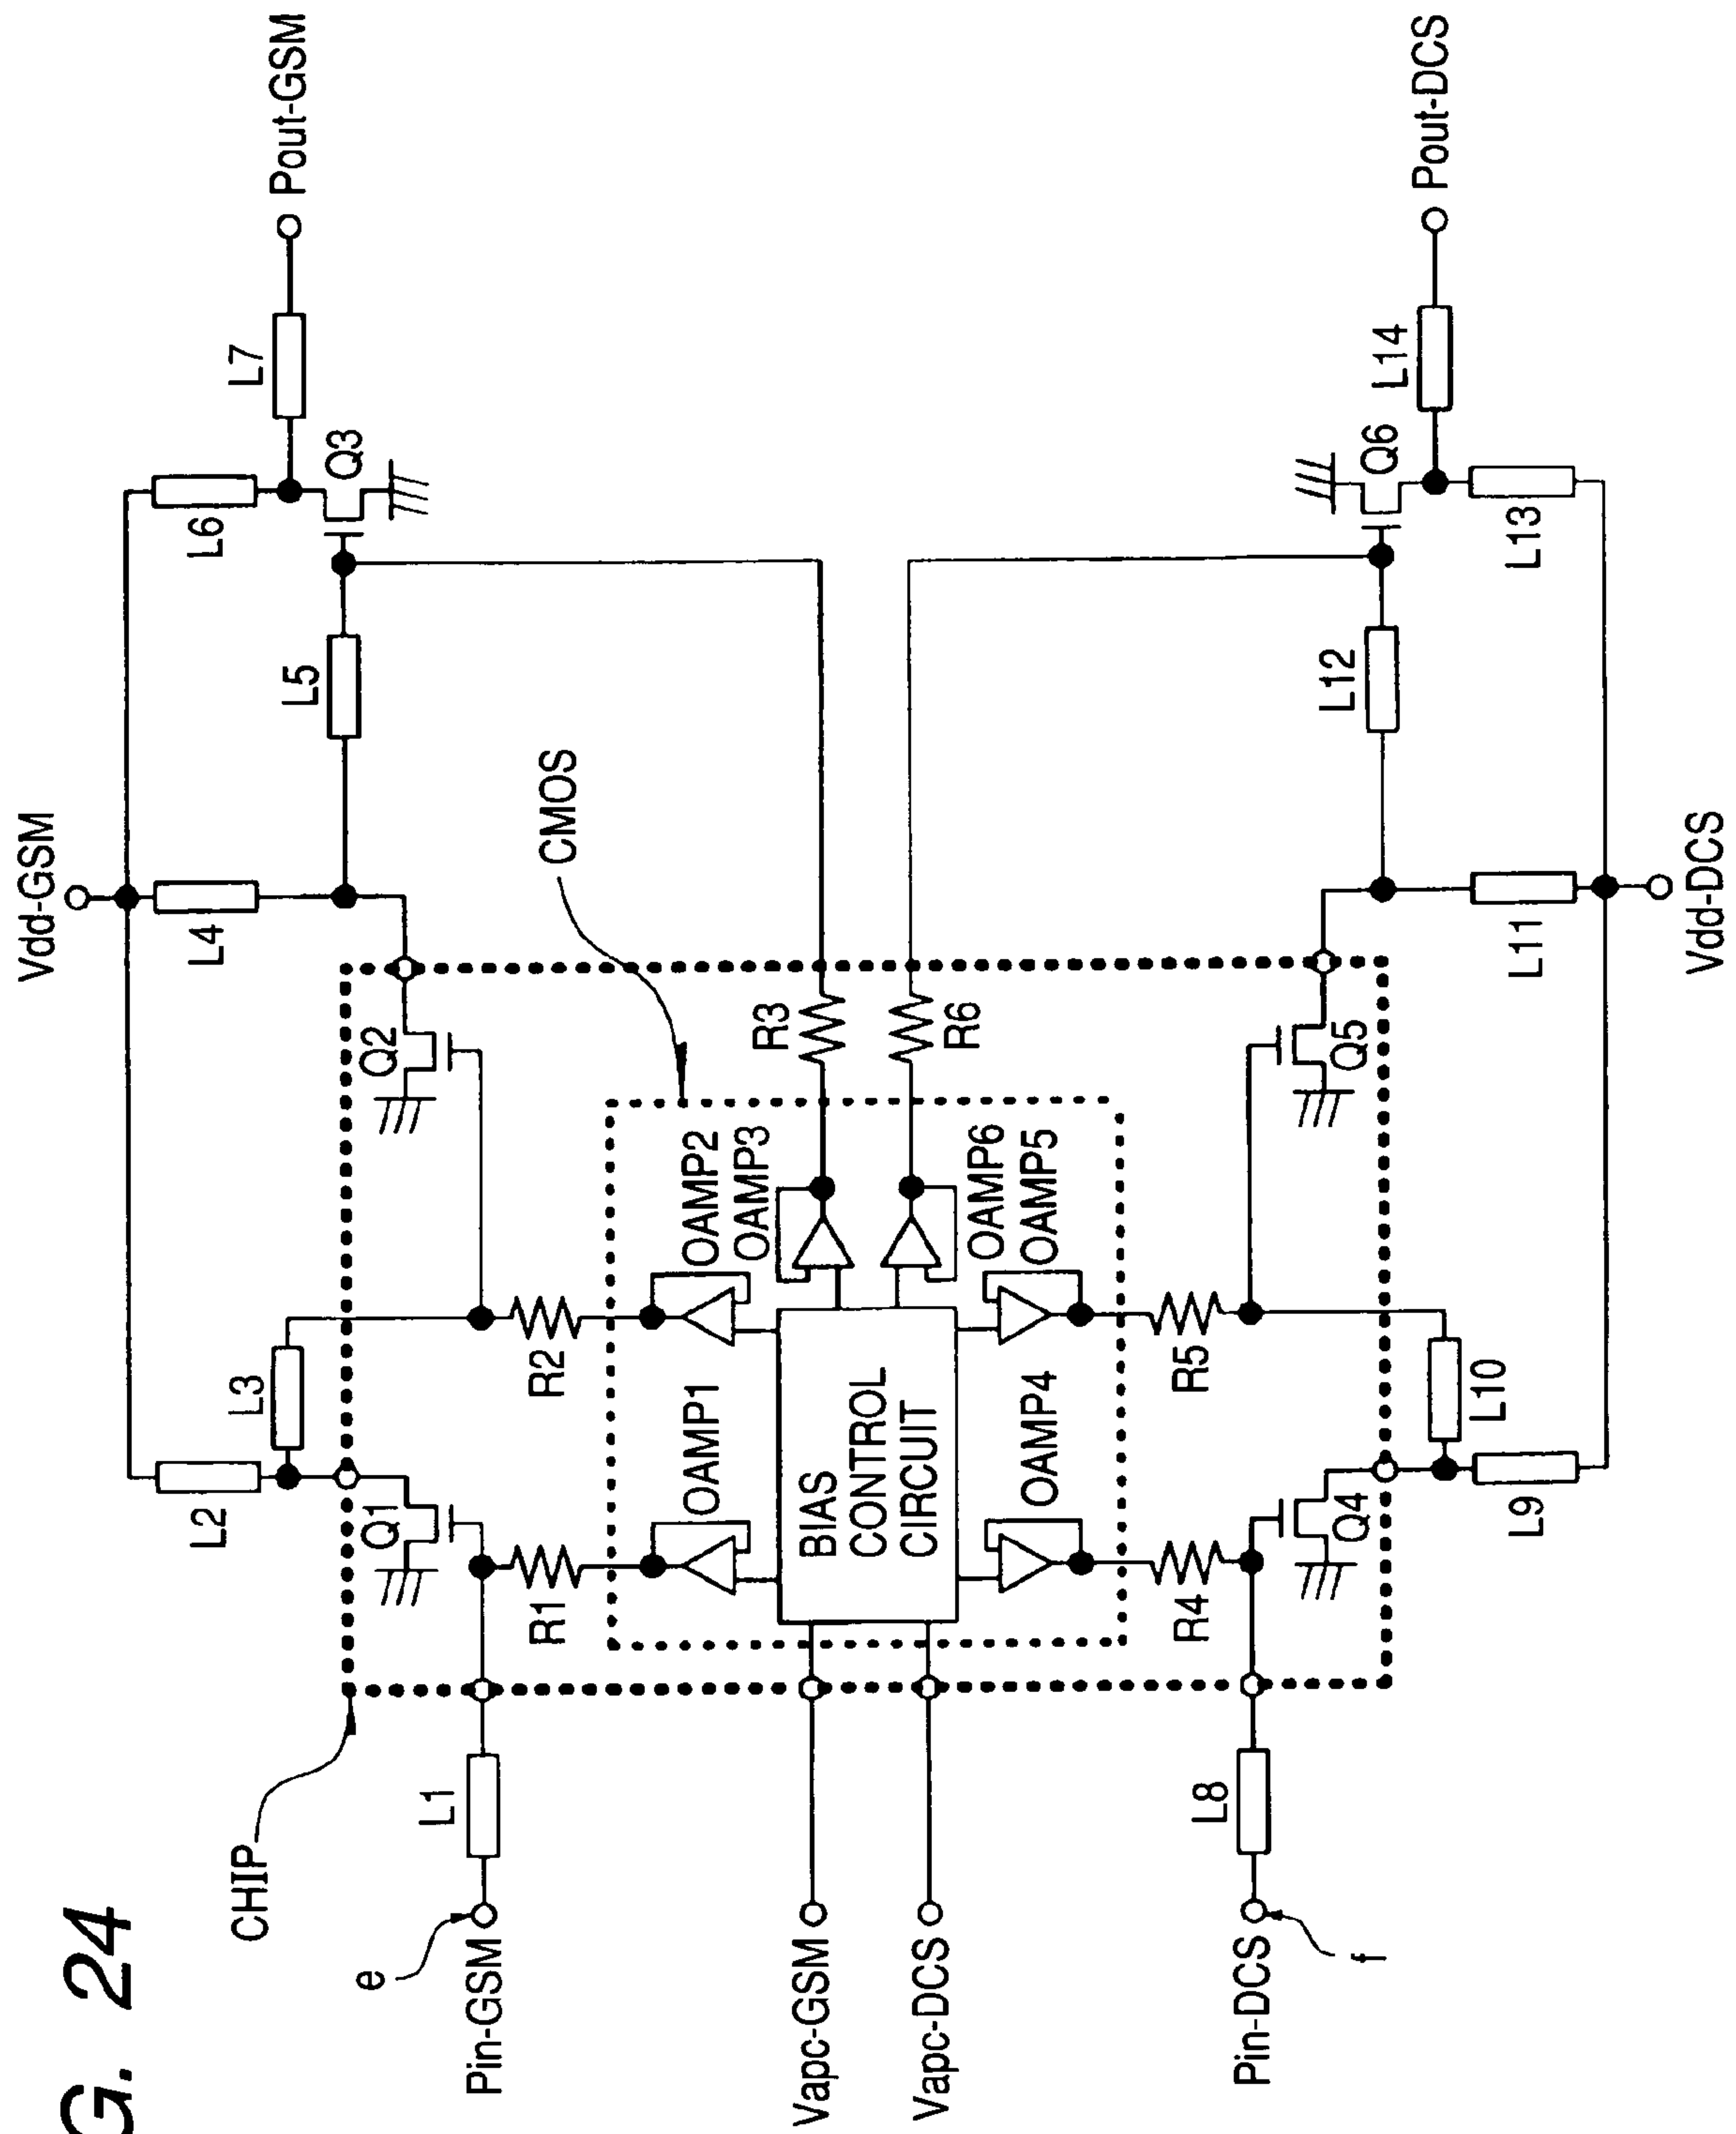 G. 24
Vdd-GSM
L2
L4
L6
L7
Pout-GSM
L3
L5
Q3
CHIP
Q1
Q2
CMOS
e
Pin-GSM
L1
R1
R2
OAMP1
OAMP2
OAMP3
R3
Vapc-GSM
BIAS
CONTROL
CIRCUIT
Vapc-DCS
R6
OAMP6
OAMP5
OAMP4
R4
R5
Pin-DCS
f
L8
Q4
Q5
L12
Q6
L14
Pout-DCS
L10
L9
L11
L13
Vdd-DCS